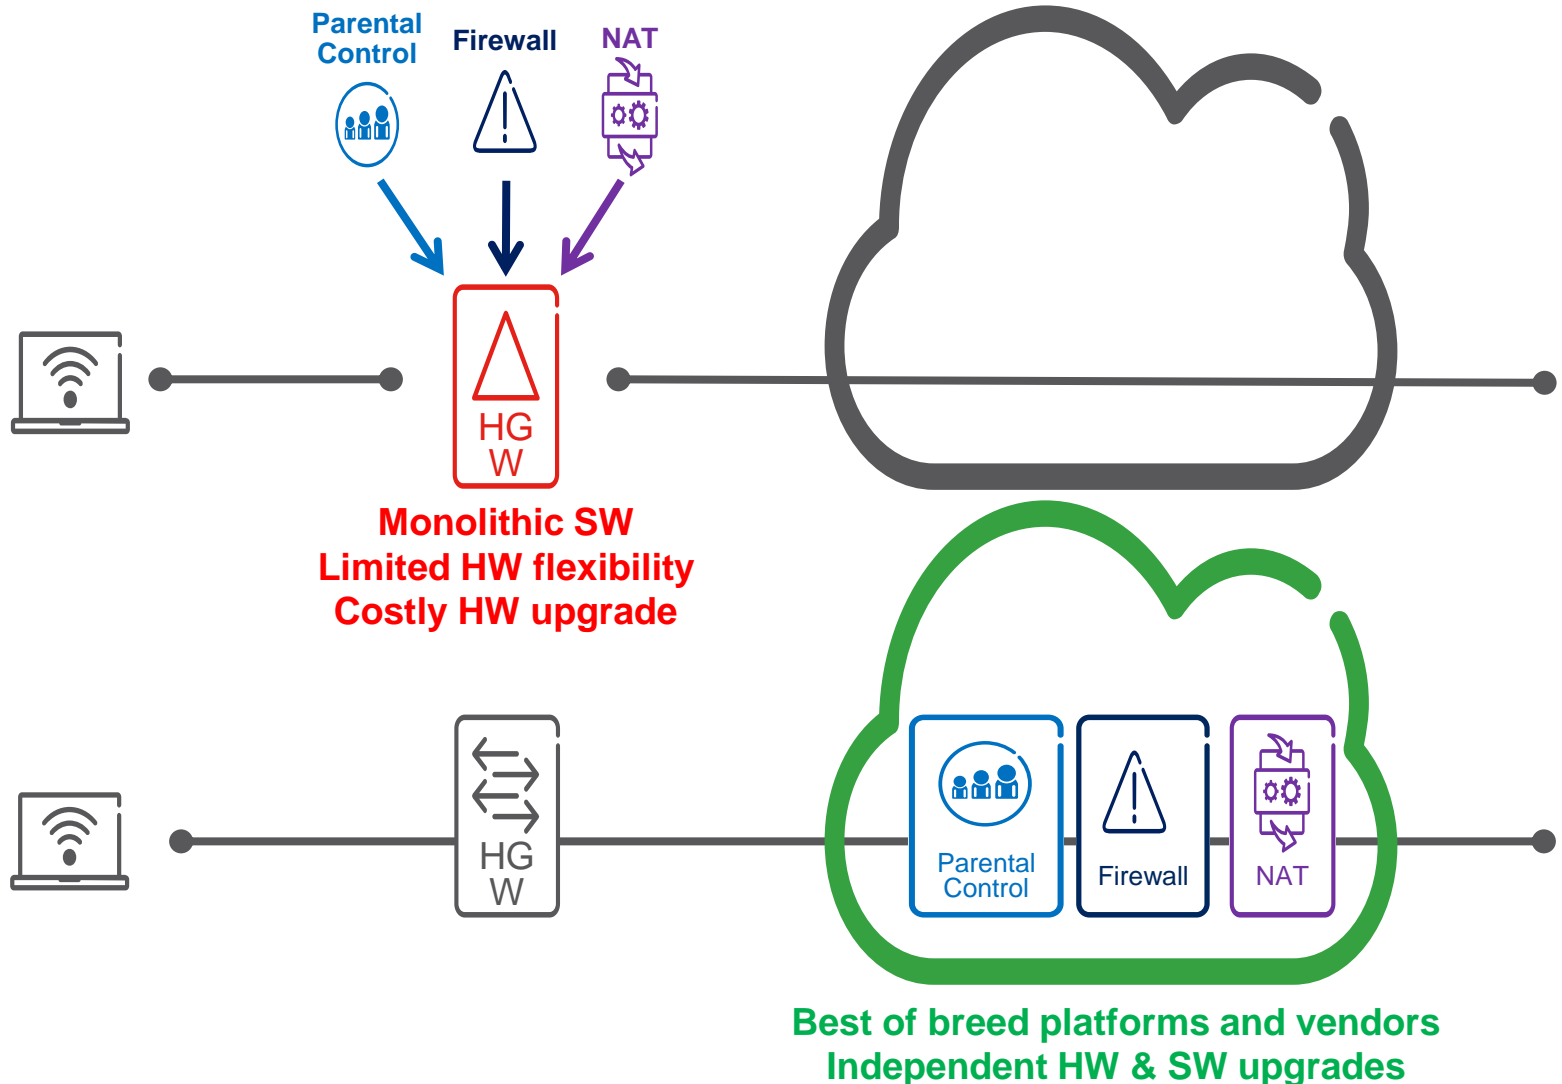 Parental
Control
Firewall
NAT
HG
W
Monolithic SW
Limited HW flexibility
Costly HW upgrade
HG
W
Parental
Control
Firewall
NAT
Best of breed platforms and vendors
Independent HW & SW upgrades